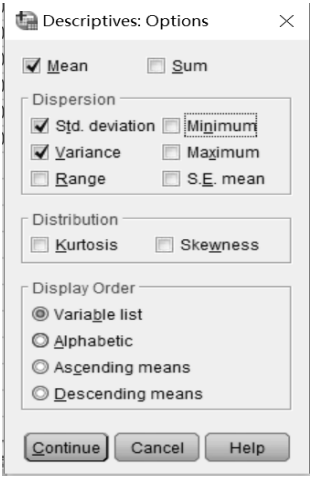 Descriptives: Options
Mean Sum
Dispersion
Std. deviation Minimum
Variance Maximum
Range S.E. mean
Distribution
Kurtosis Skewness
Display Order
Variable list
Alphabetic
Ascending means
Descending means
Continue Cancel Help